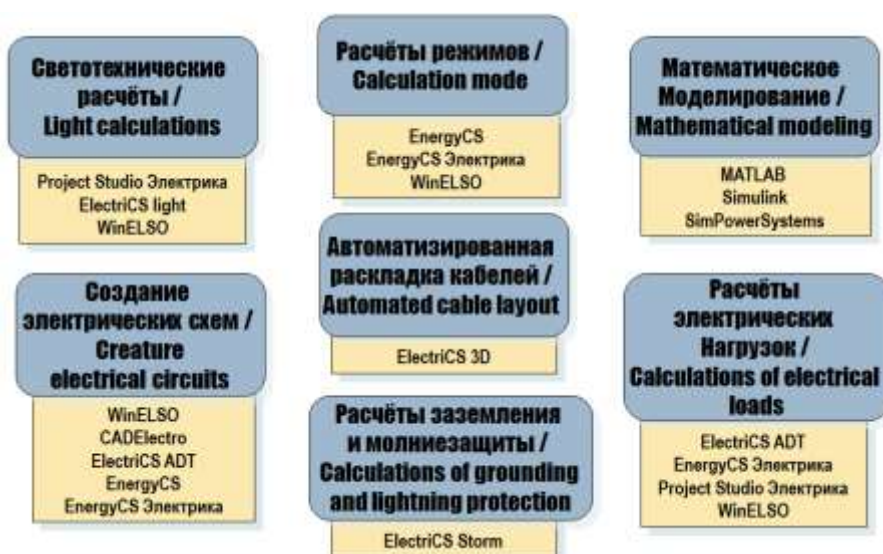 Светотехнические
расчёты /
Light calculations
Project Studio Электрика
ElectriCS light
WinELSO
Расчёты режимов /
Calculation mode
EnergyCS
EnergyCS Электрика
WinELSO
Математическое
Моделирование /
Mathematical modeling
MATLAB
Simulink
SimPowerSystems
Создание
электрических схем /
Creature
electrical circuits
WinELSO
CADElectro
ElectriCS ADT
EnergyCS
EnergyCS Электрика
Автоматизированная
раскладка кабелей /
Automated cable layout
ElectriCS 3D
Расчёты
электрических
Нагрузок /
Calculations of electrical
loads
ElectriCS ADT
EnergyCS Электрика
Project Studio Электрика
WinELSO
Расчёты заземления
и молниезащиты /
Calculations of grounding
and lightning protection
ElectriCS Storm